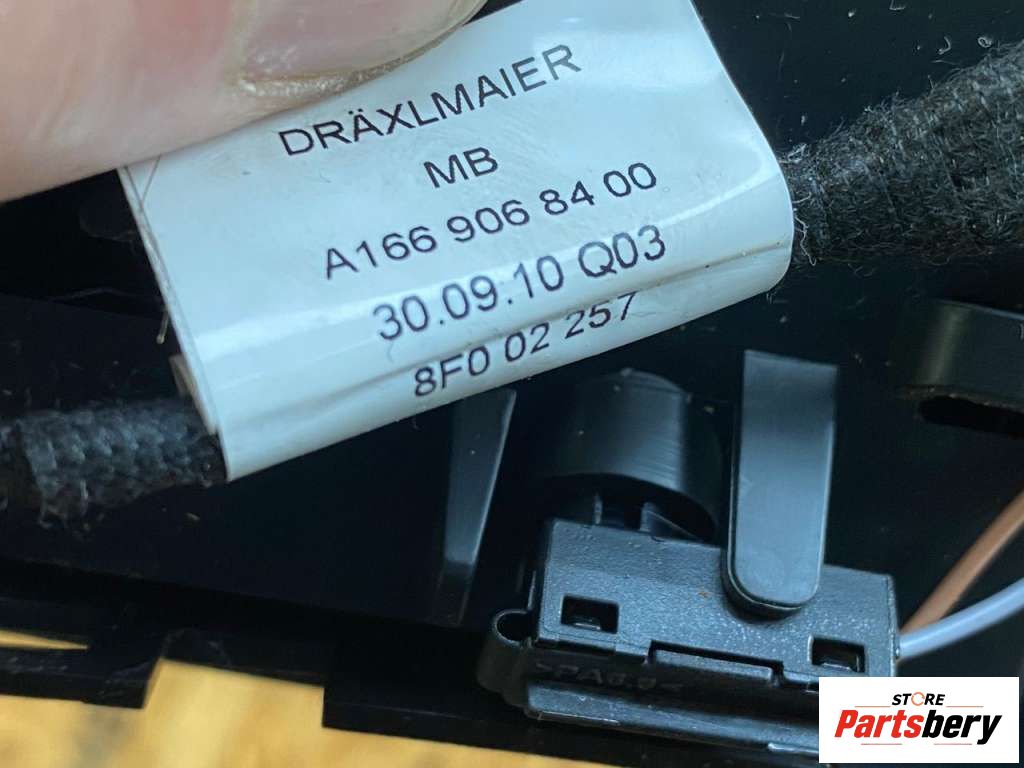 DRÄXLMAIER
MB
A166 906 84 00
30.09.10 Q03
8F0 02 257
STORE
Partsbery